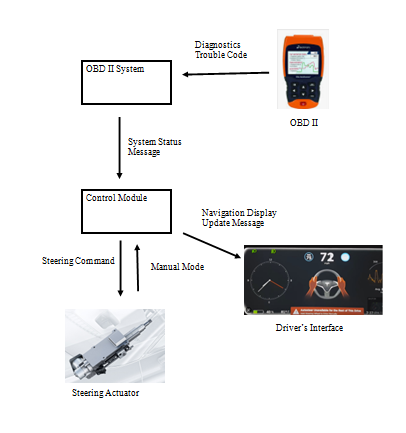 Diagnostics
Trouble Code
OBD II System
OBD II
System Status
Message
Control Module
Navigation Display
Update Message
Steering Command
Manual Mode
72
Driver's Interface
Steering Actuator